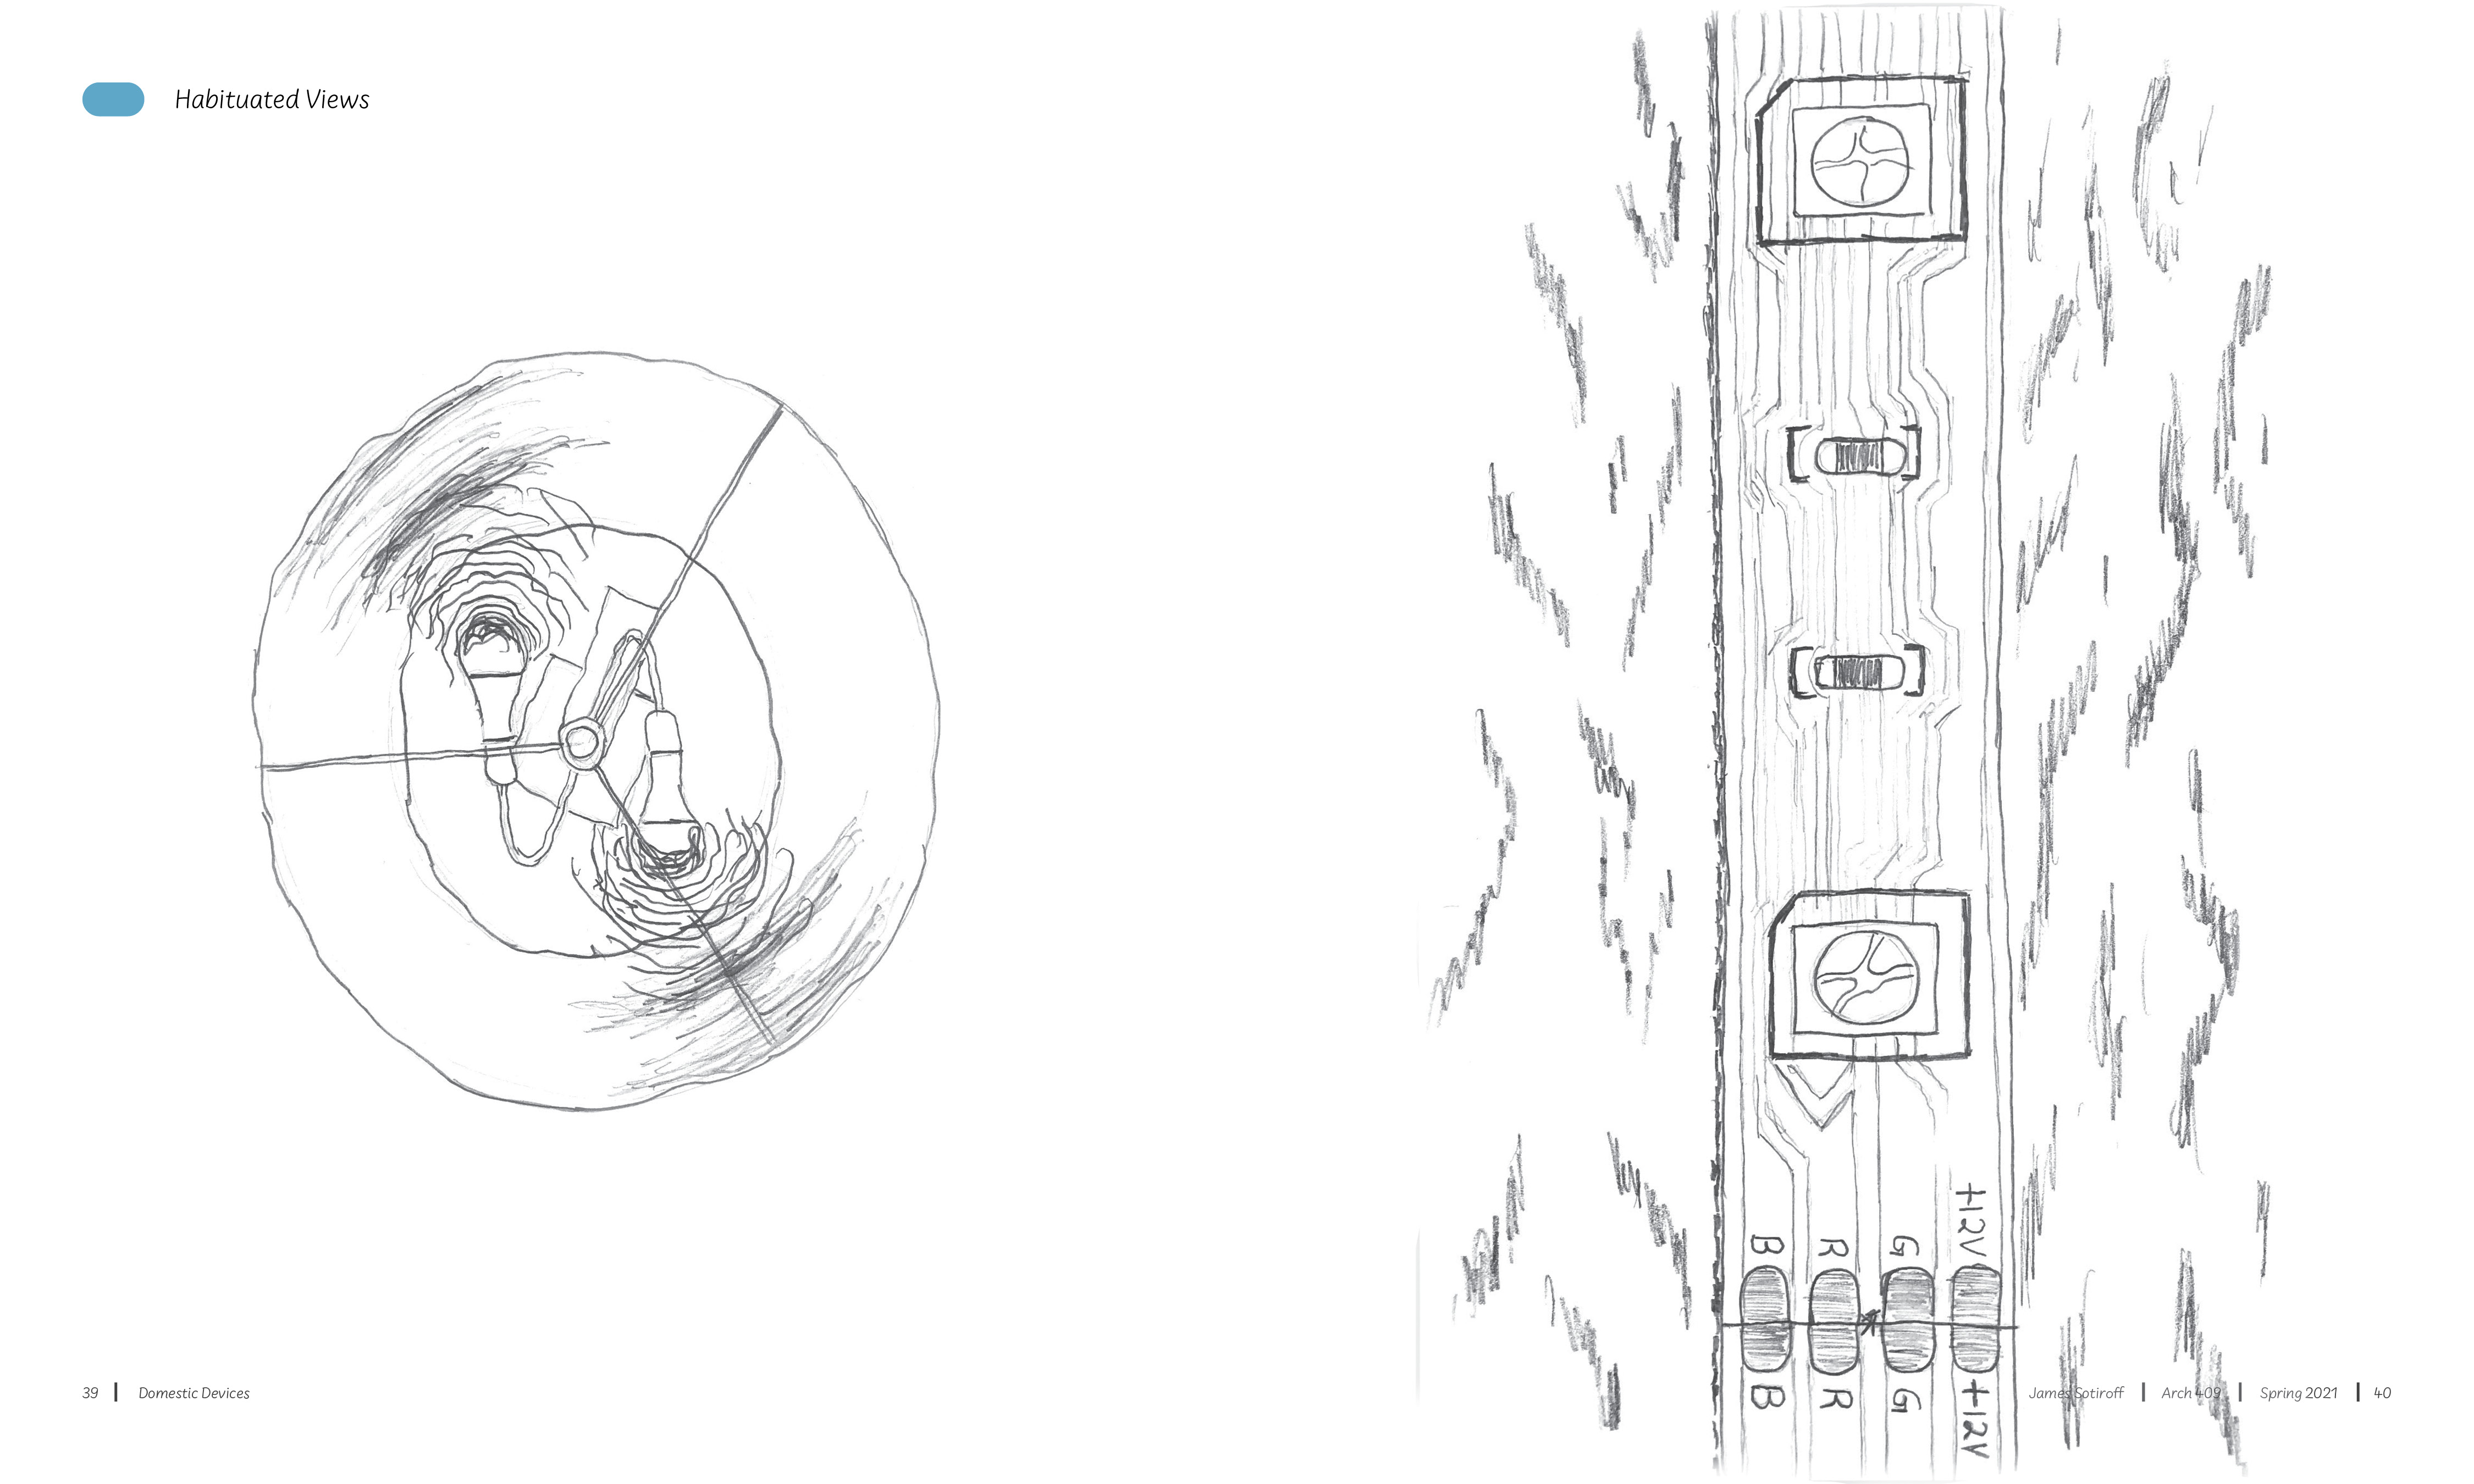 Habituated Views
+12V
B R G
B R G +12V
39 | Domestic Devices
James Sotiroff | Arch 409 | Spring 2021 | 40